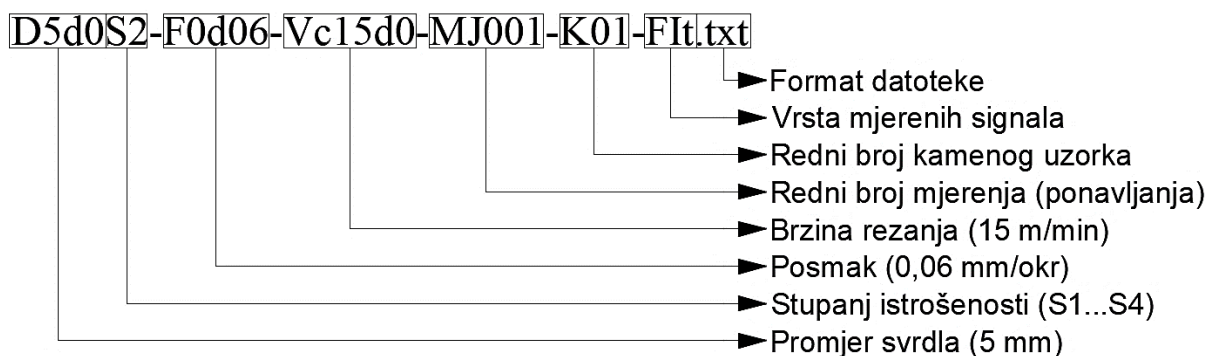 D5d0S2-F0d06-Vc15d0-MJ001-K01-FIt.txt
Format datoteke
Vrsta mjerenih signala
Redni broj kamenog uzorka
Redni broj mjerenja (ponavljanja)
Brzina rezanja (15 m/min)
Posmak (0,06 mm/okr)
Stupanj istrošenosti (S1...S4)
Promjer svrdla (5 mm)